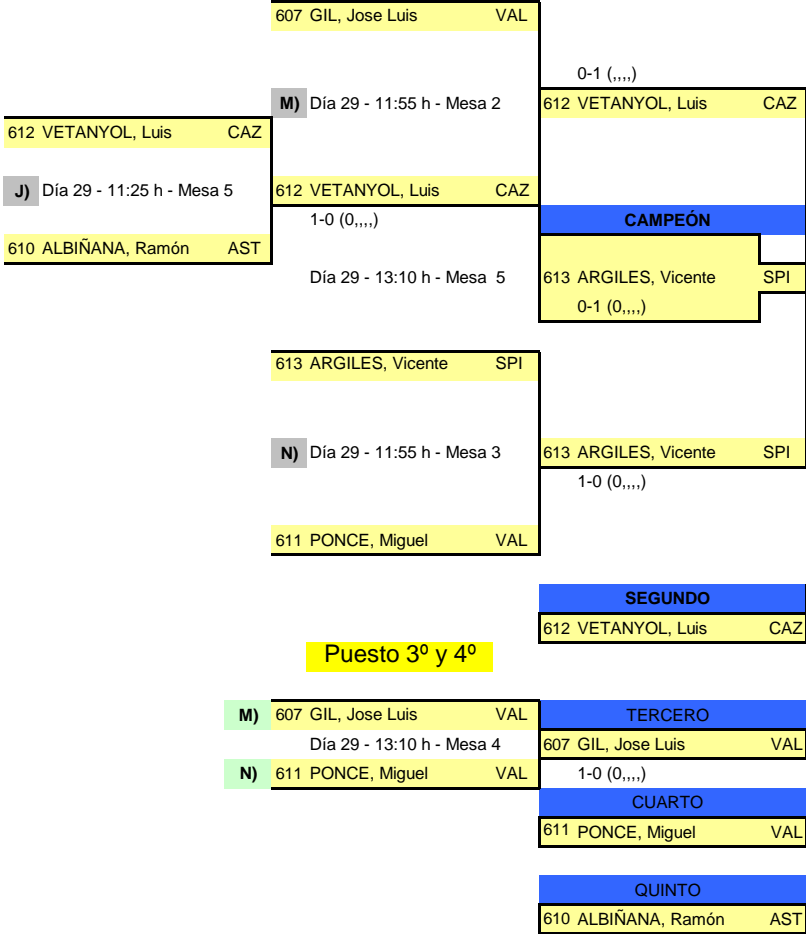 607 GIL, Jose Luis VAL
0-1 (,,,,)
M) Día 29 - 11:55 h - Mesa 2
612 VETANYOL, Luis CAZ
612 VETANYOL, Luis CAZ
J) Día 29 - 11:25 h - Mesa 5
612 VETANYOL, Luis CAZ
1-0 (0,,,,)
CAMPEÓN
610 ALBIÑANA, Ramón AST
Día 29 - 13:10 h - Mesa 5
613 ARGILES, Vicente SPI
0-1 (0,,,,)
613 ARGILES, Vicente SPI
N) Día 29 - 11:55 h - Mesa 3
613 ARGILES, Vicente SPI
1-0 (0,,,,)
611 PONCE, Miguel VAL
SEGUNDO
612 VETANYOL, Luis CAZ
Puesto 3º y 4º
M) 607 GIL, Jose Luis VAL
TERCERO
Día 29 - 13:10 h - Mesa 4
607 GIL, Jose Luis VAL
N) 611 PONCE, Miguel VAL
1-0 (0,,,,)
CUARTO
611 PONCE, Miguel VAL
QUINTO
610 ALBIÑANA, Ramón AST